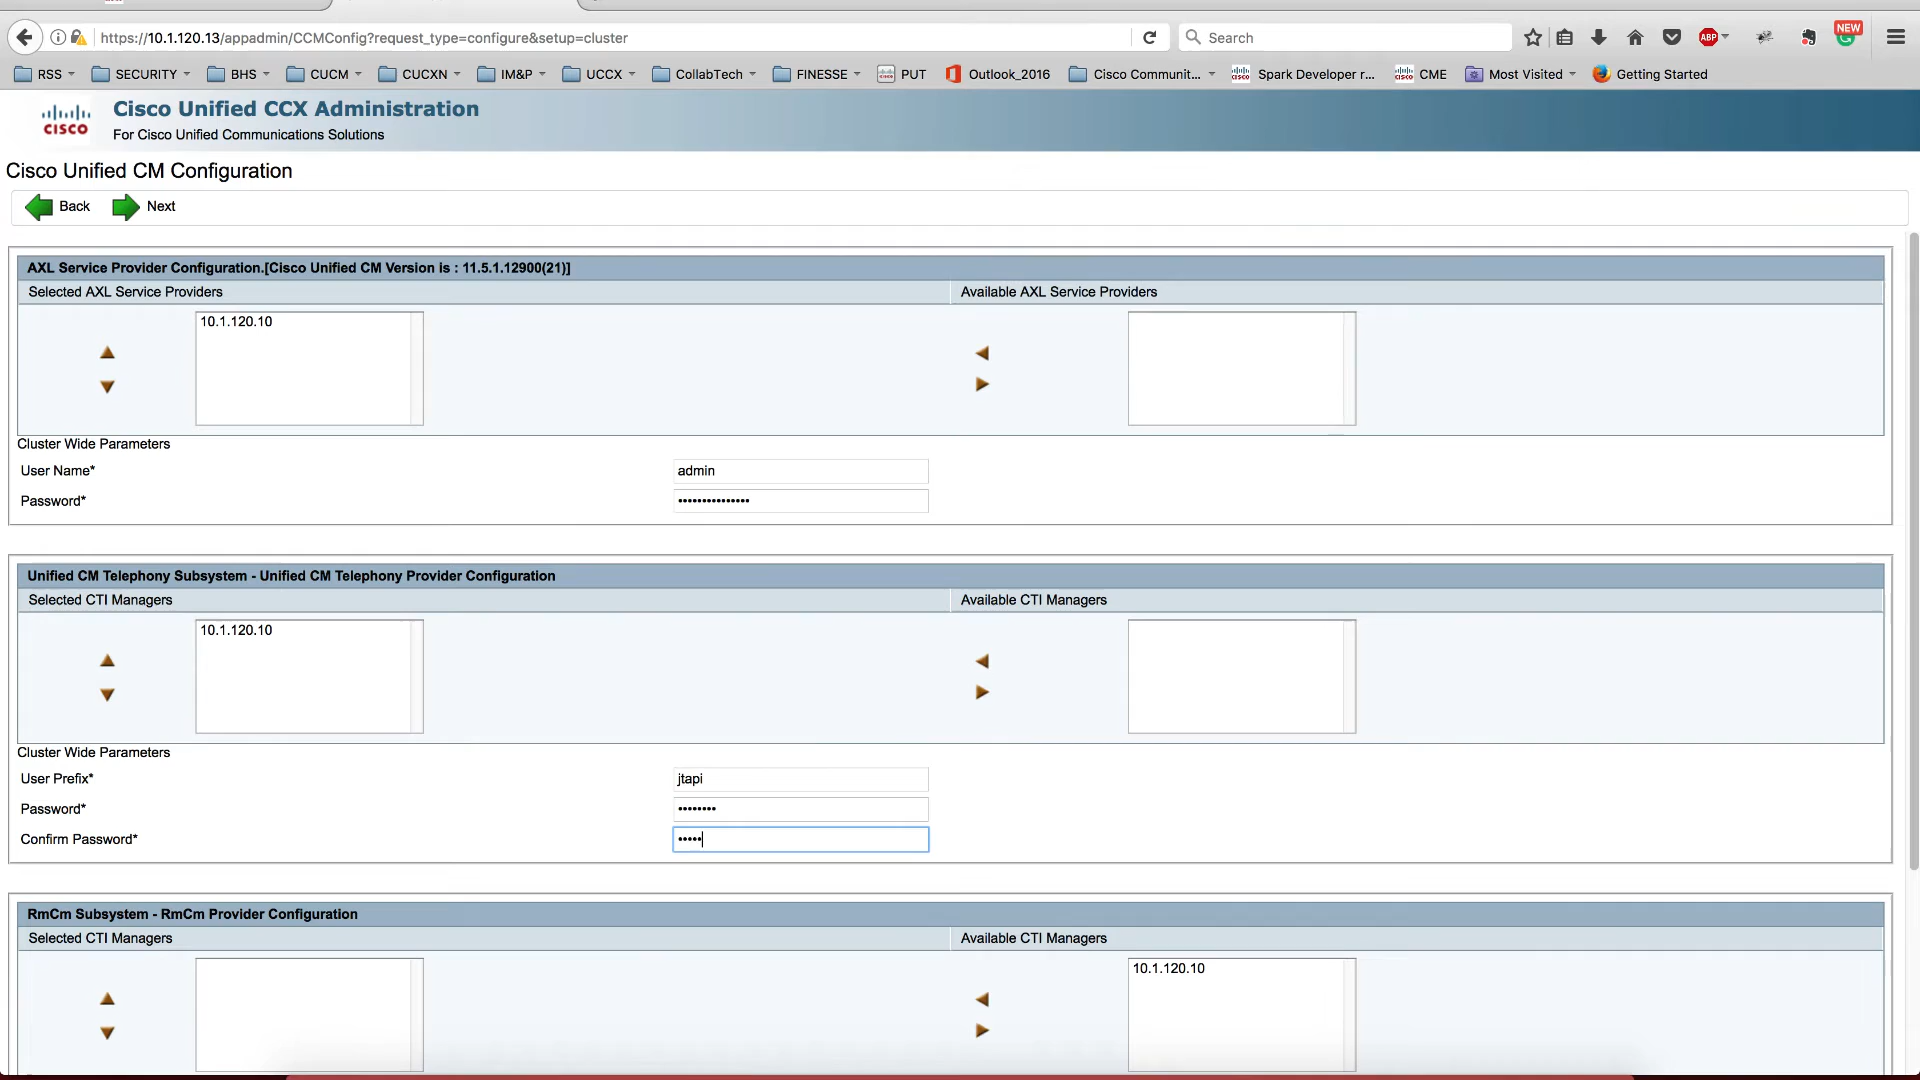 https://10.1.120.13/appadmin/CCMConfig?request_type=configure&setup=cluster
Search
ABP
NEW
RSS SECURITY BHS CUCM CUCXN IM&P UCCX CollabTech FINESSE PUT Outlook_2016 Cisco Communit... Spark Developer r... CME Most Visited Getting Started
CISCO
Cisco Unified CCX Administration
For Cisco Unified Communications Solutions
Cisco Unified CM Configuration
Back Next
AXL Service Provider Configuration.[Cisco Unified CM Version is : 11.5.1.12900(21)]
Selected AXL Service Providers Available AXL Service Providers
10.1.120.10
Cluster Wide Parameters
User Name* admin
Password* •••••••••••••••
Unified CM Telephony Subsystem - Unified CM Telephony Provider Configuration
Selected CTI Managers Available CTI Managers
10.1.120.10
Cluster Wide Parameters
User Prefix* jtapi
Password* ••••••••
Confirm Password* •••••
RmCm Subsystem - RmCm Provider Configuration
Selected CTI Managers Available CTI Managers
10.1.120.10